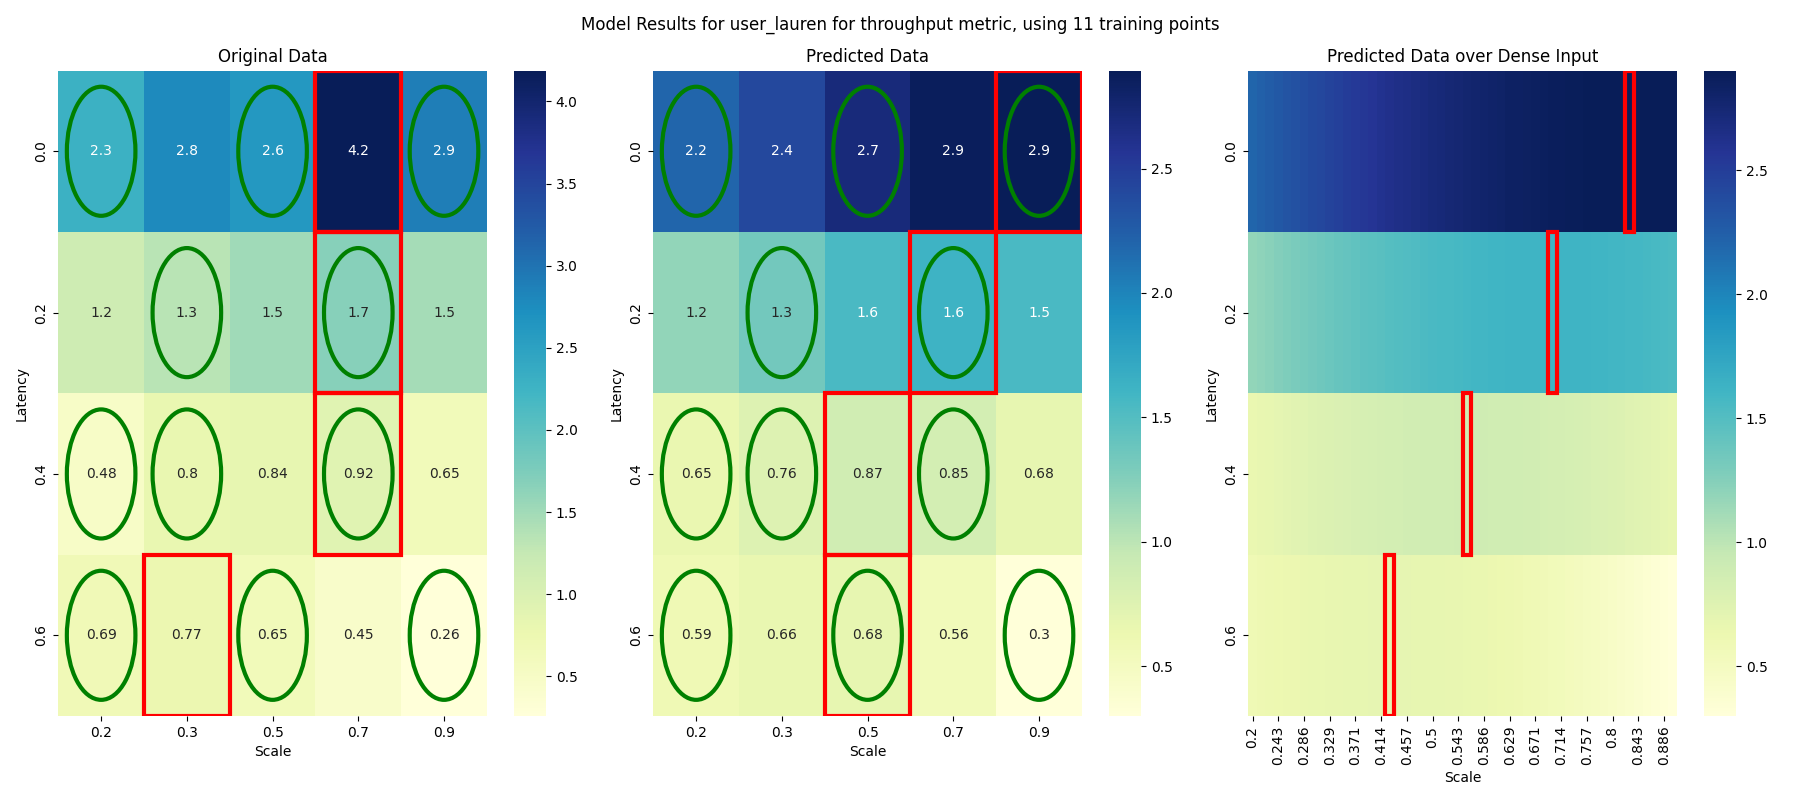 Model Results for user_lauren for throughput metric, using 11 training points
Original Data
Predicted Data
Predicted Data over Dense Input
2.3 2.8 2.6 4.2 2.9
1.2 1.3 1.5 1.7 1.5
0.48 0.8 0.84 0.92 0.65
0.69 0.77 0.65 0.45 0.26
0.0
0.2
0.4
0.6
Latency
0.2 0.3 0.5 0.7 0.9
Scale
4.0
3.5
3.0
2.5
2.0
1.5
1.0
0.5
2.2 2.4 2.7 2.9 2.9
1.2 1.3 1.6 1.6 1.5
0.65 0.76 0.87 0.85 0.68
0.59 0.66 0.68 0.56 0.3
0.0
0.2
0.4
0.6
Latency
0.2 0.3 0.5 0.7 0.9
Scale
2.5
2.0
1.5
1.0
0.5
0.0
0.2
0.4
0.6
Latency
0.2 0.243 0.286 0.329 0.371 0.414 0.457 0.5 0.543 0.586 0.629 0.671 0.714 0.757 0.8 0.843 0.886
Scale
2.5
2.0
1.5
1.0
0.5